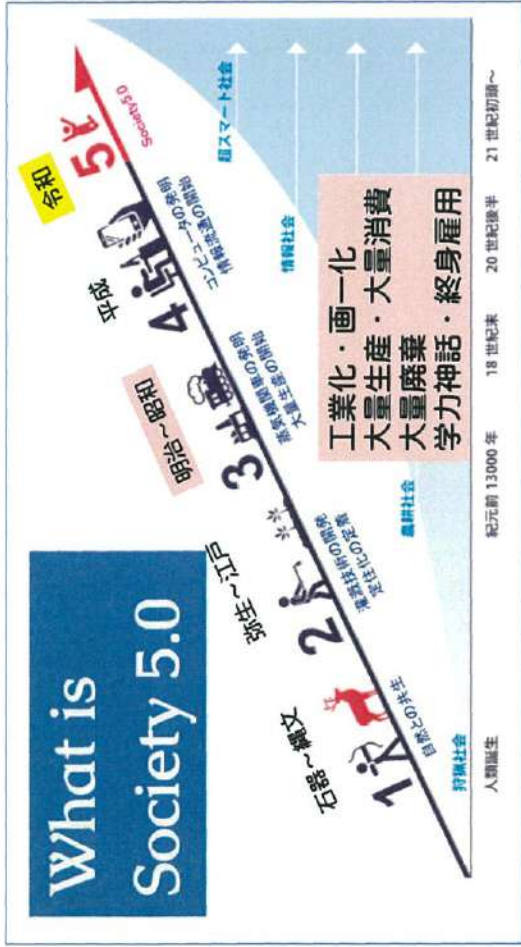 What is
Society 5.0
石器～縄文
1
自然との共生
狩猟社会
人類誕生
弥生～江戸
2
灌漑技術の開発
定住化の定着
農耕社会
紀元前 13000 年
明治～昭和
3
蒸気機関車の発明
大量生産の開始
工業化・画一化
大量生産・大量消費
大量廃棄
学力神話・終身雇用
18 世紀末
平成
4
コンピュータの発明
情報流通の開始
情報社会
20 世紀後半
令和
5
Society 5.0
超スマート社会
21 世紀初頭～